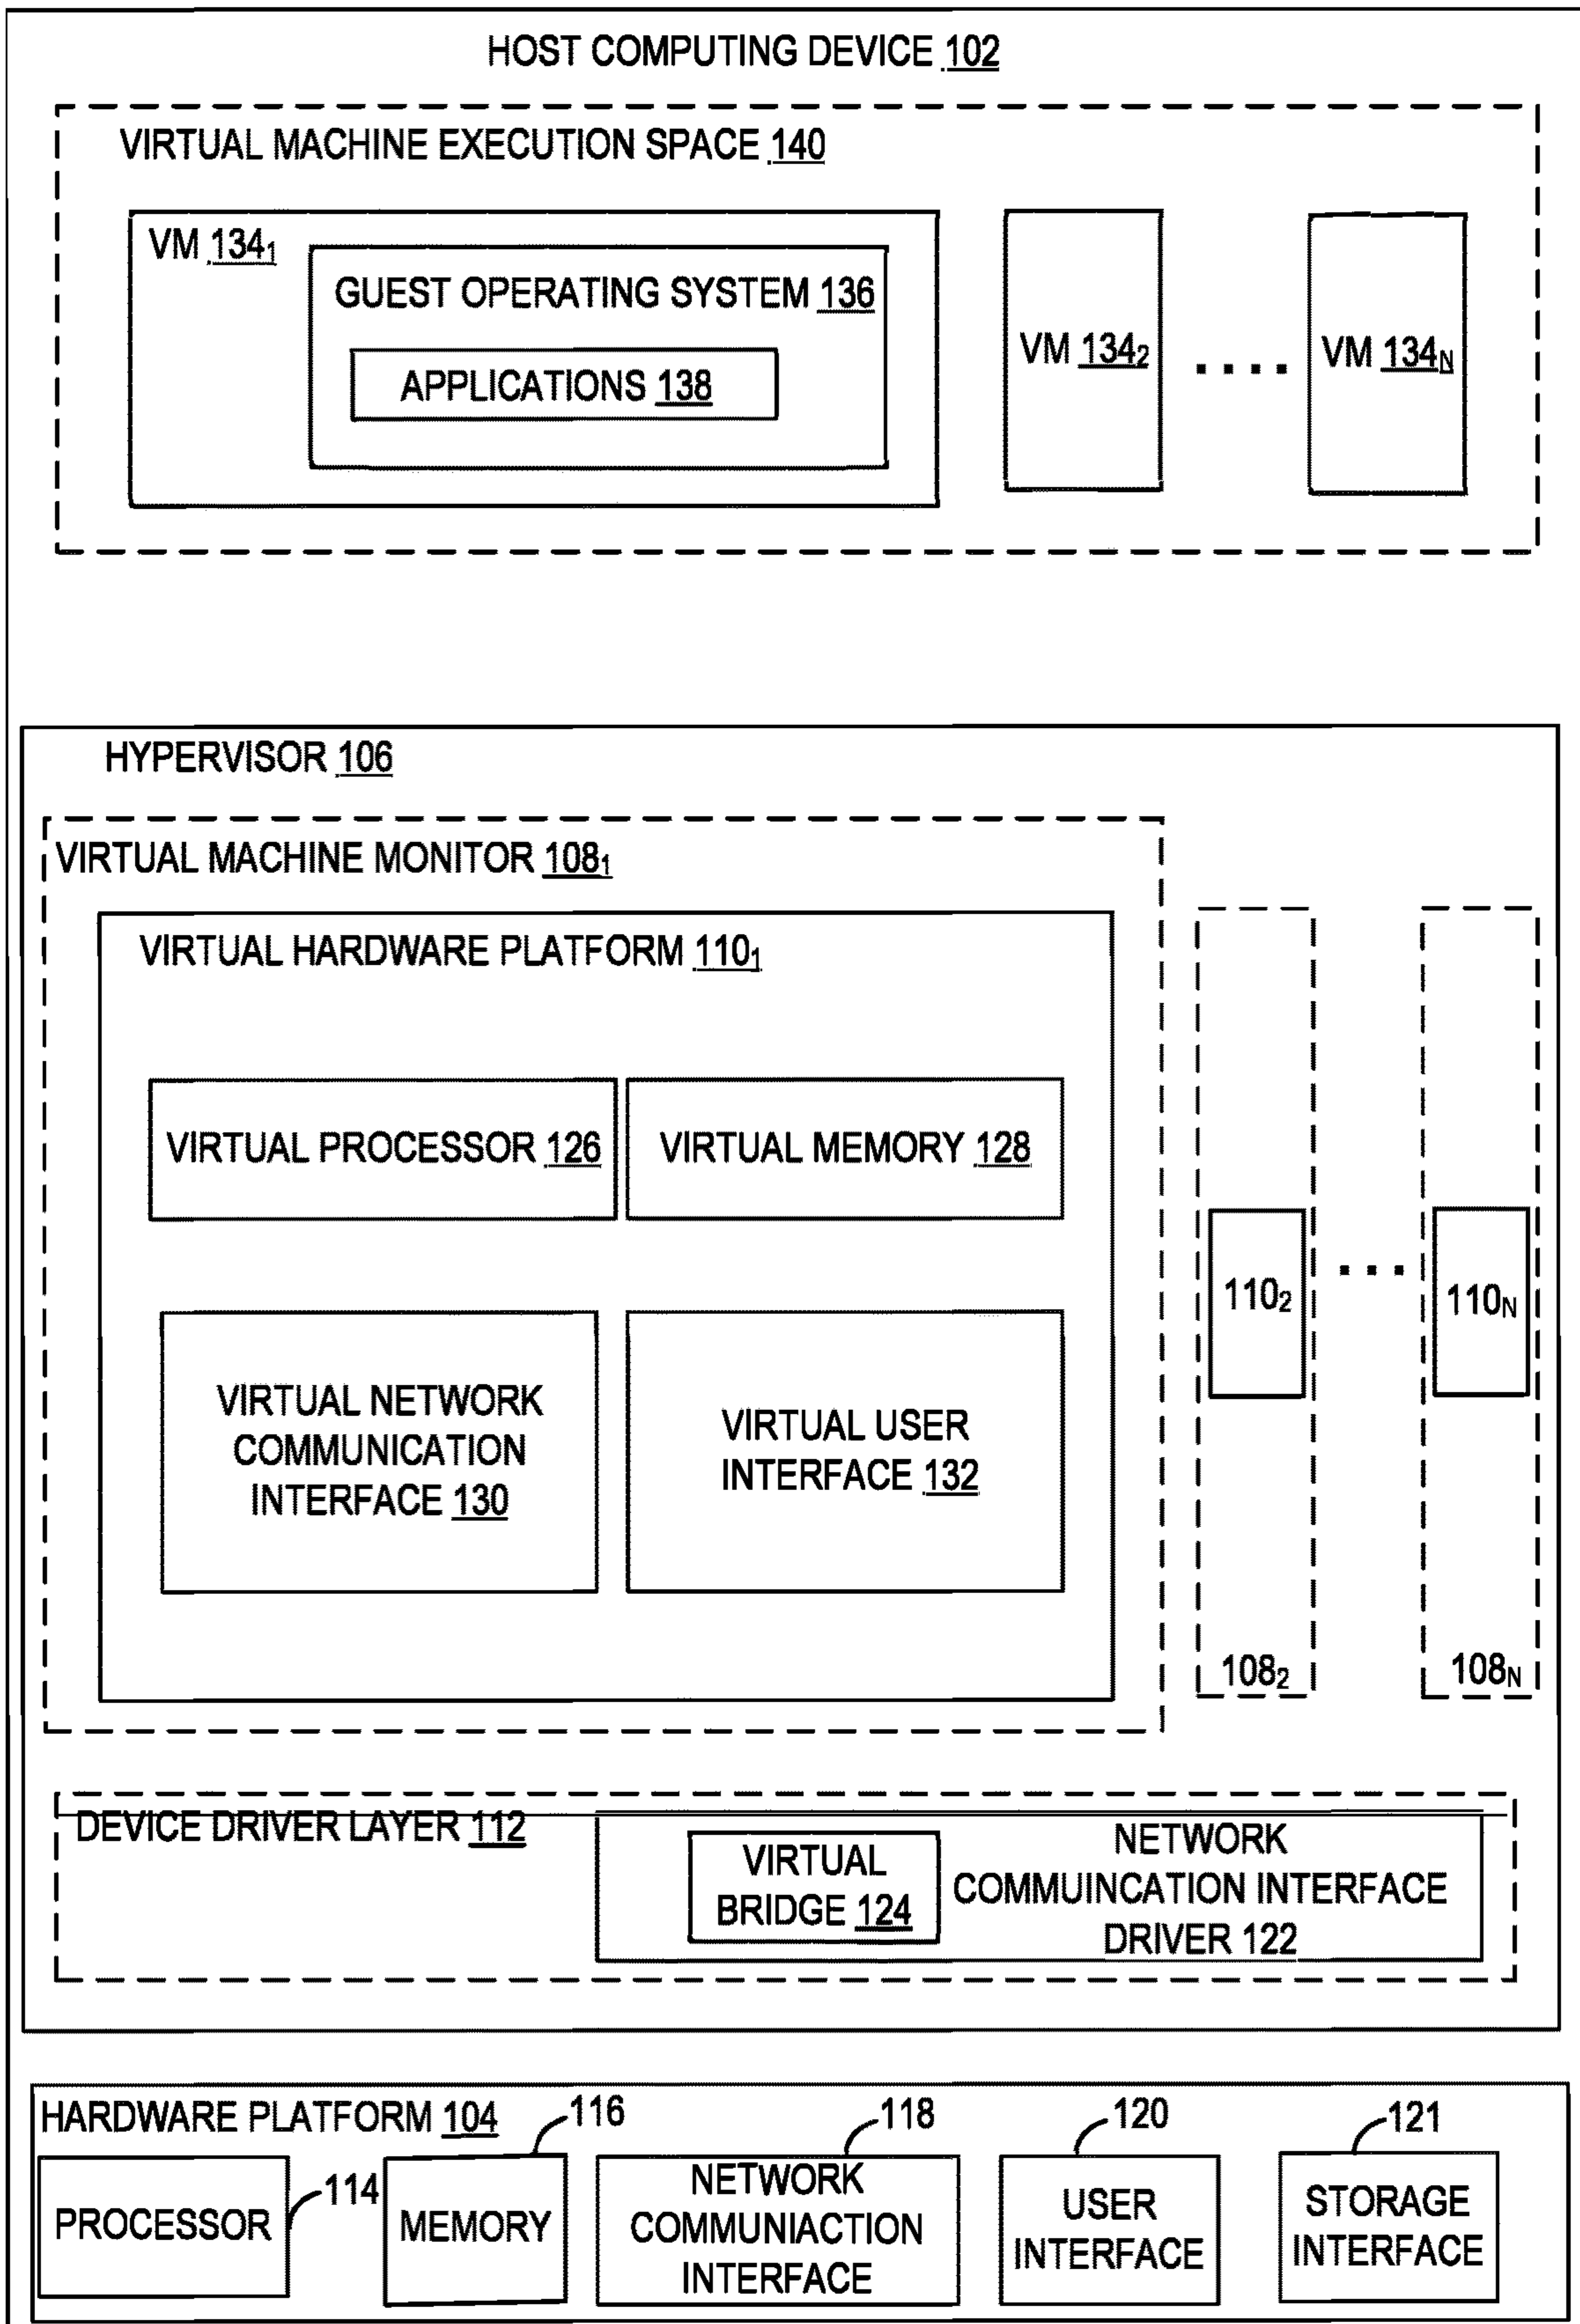 HOST COMPUTING DEVICE 102
VIRTUAL MACHINE EXECUTION SPACE 140
VM 134₁
GUEST OPERATING SYSTEM 136
APPLICATIONS 138
VM 134₂
....
VM 134N
HYPERVISOR 106
VIRTUAL MACHINE MONITOR 108₁
VIRTUAL HARDWARE PLATFORM 110₁
VIRTUAL PROCESSOR 126
VIRTUAL MEMORY 128
VIRTUAL NETWORK
COMMUNICATION
INTERFACE 130
VIRTUAL USER
INTERFACE 132
110₂
...
110N
108₂
108N
DEVICE DRIVER LAYER 112
VIRTUAL
BRIDGE 124
NETWORK
COMMUINCATION INTERFACE
DRIVER 122
HARDWARE PLATFORM 104
PROCESSOR
114
116
MEMORY
118
NETWORK
COMMUNIACTION
INTERFACE
120
USER
INTERFACE
121
STORAGE
INTERFACE